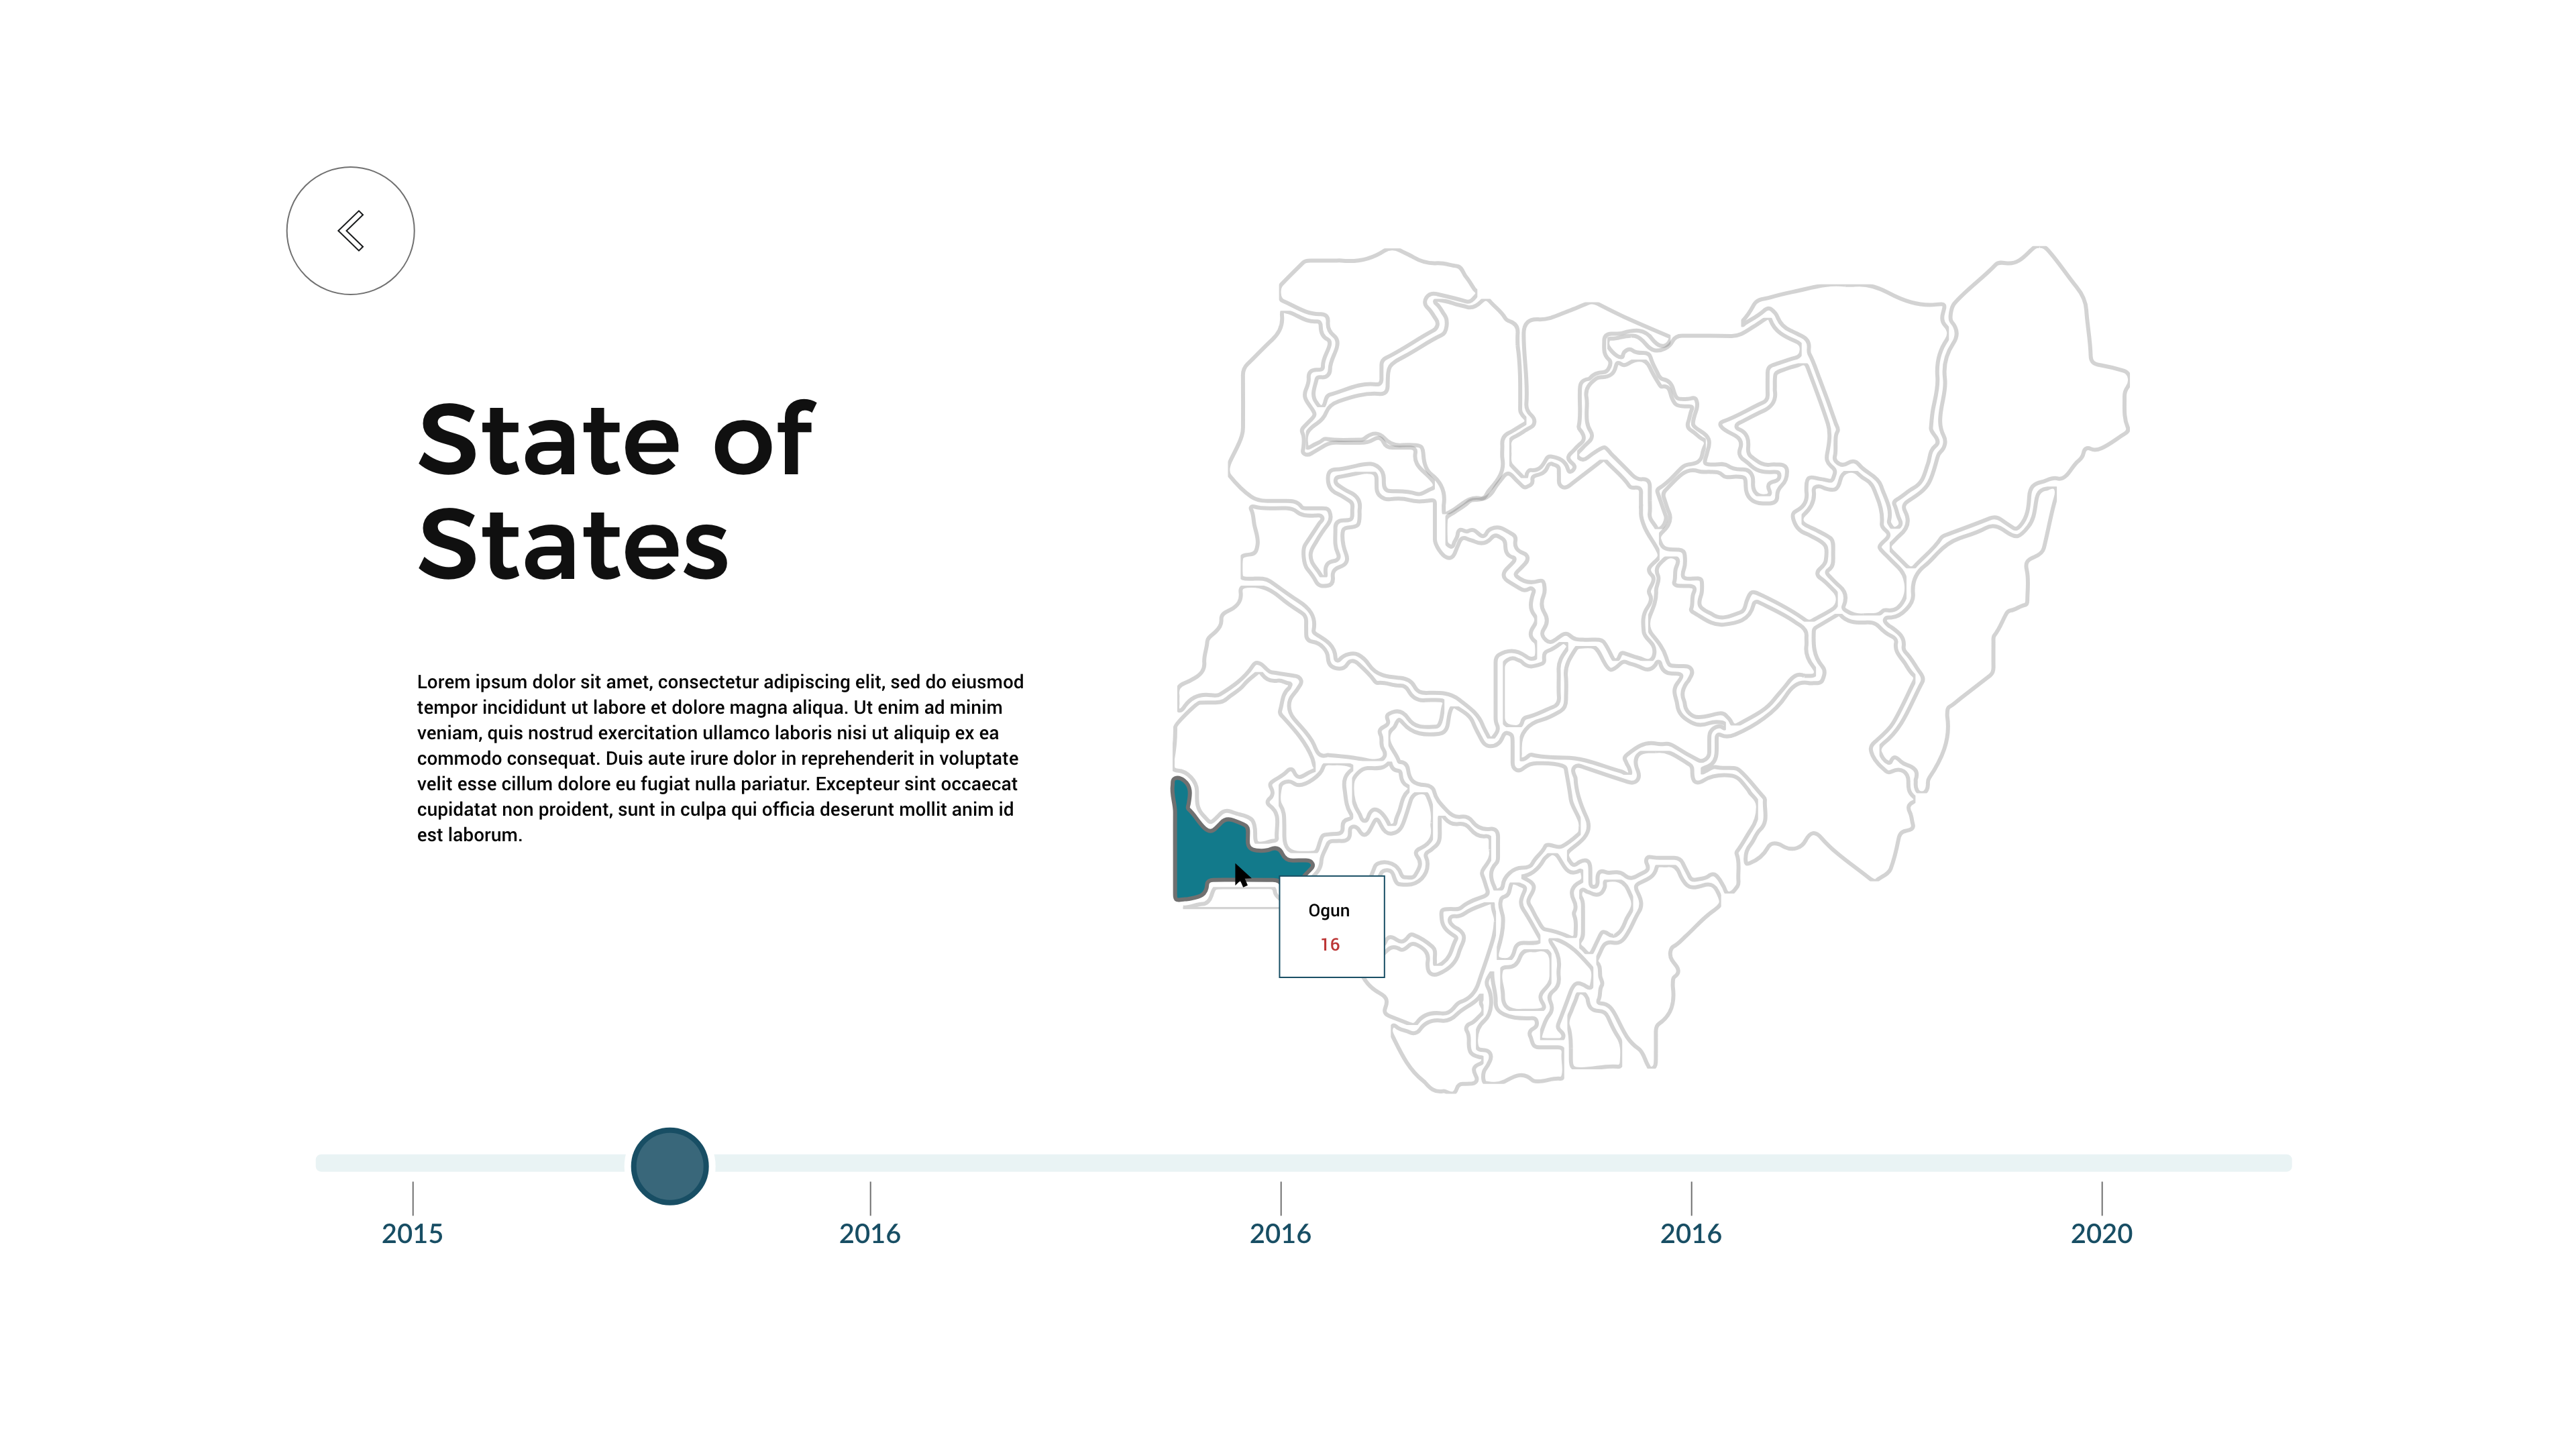 State of
States
Lorem ipsum dolor sit amet, consectetur adipiscing elit, sed do eiusmod
tempor incididunt ut labore et dolore magna aliqua. Ut enim ad minim
veniam, quis nostrud exercitation ullamco laboris nisi ut aliquip ex ea
commodo consequat. Duis aute irure dolor in reprehenderit in voluptate
velit esse cillum dolore eu fugiat nulla pariatur. Excepteur sint occaecat
cupidatat non proident, sunt in culpa qui officia deserunt mollit anim id
est laborum.
Ogun
16
2015
2016
2016
2016
2020